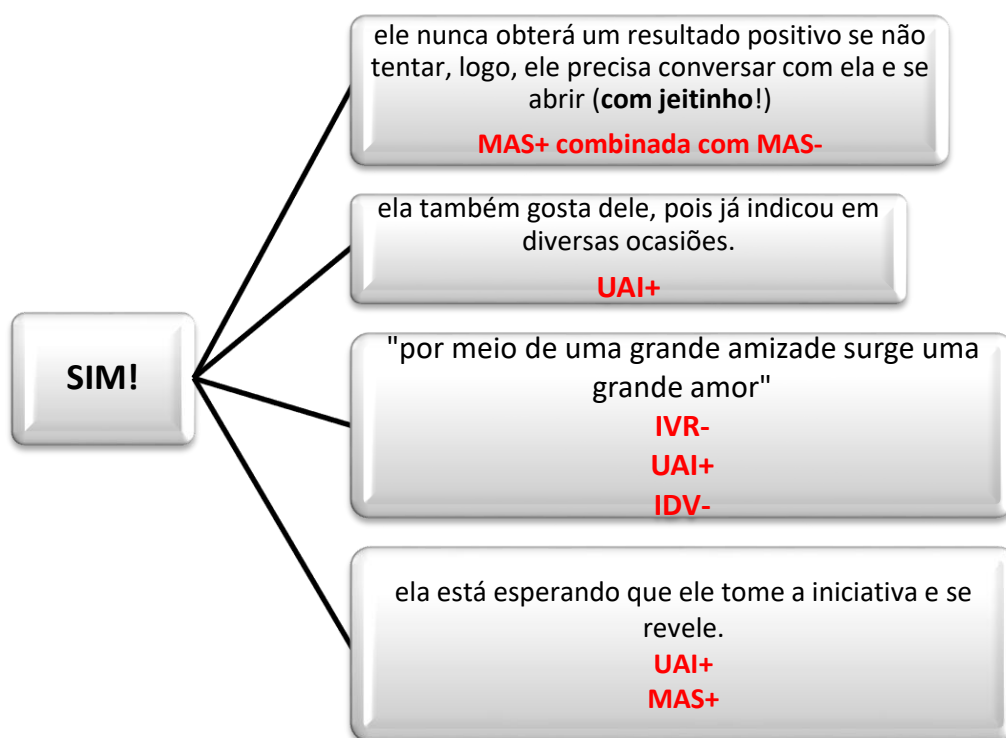 SIM!
ele nunca obterá um resultado positivo se não
tentar, logo, ele precisa conversar com ela e se
abrir (com jeitinho!)
MAS+ combinada com MAS-
ela também gosta dele, pois já indicou em
diversas ocasiões.
UAI+
"por meio de uma grande amizade surge uma
grande amor"
IVR-
UAI+
IDV-
ela está esperando que ele tome a iniciativa e se
revele.
UAI+
MAS+